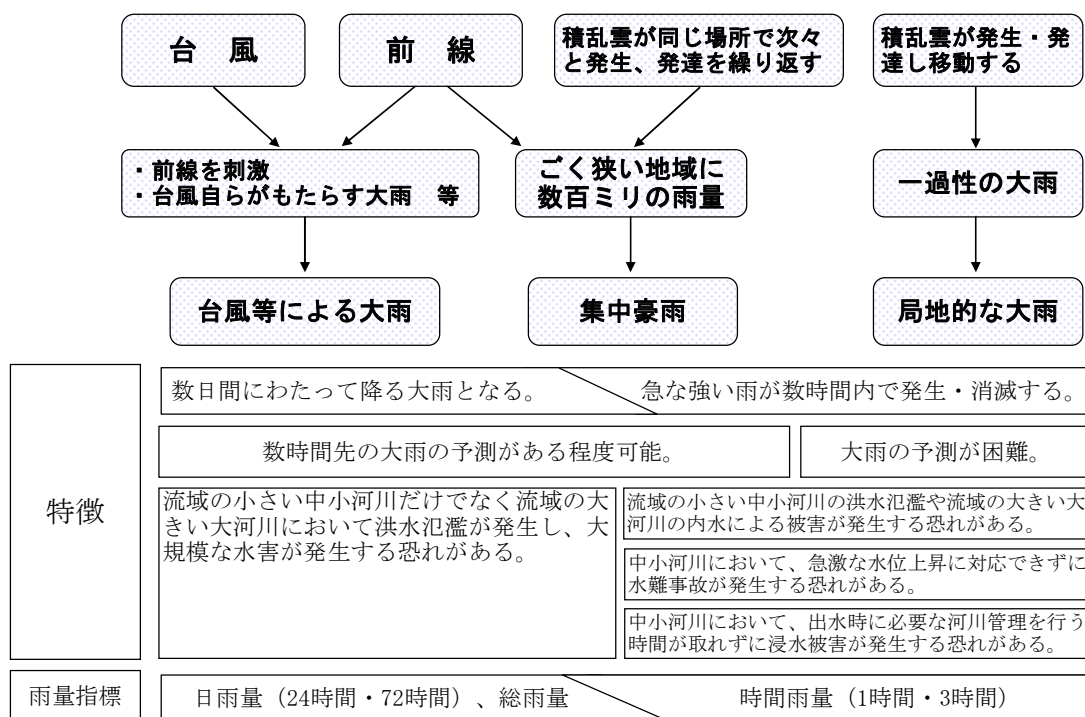 台　風
前　線
積乱雲が同じ場所で次々
と発生、発達を繰り返す
積乱雲が発生・発
達し移動する
・前線を刺激
・台風自らがもたらす大雨　等
ごく狭い地域に
数百ミリの雨量
一過性の大雨
台風等による大雨
集中豪雨
局地的な大雨
特徴
数日間にわたって降る大雨となる。
急な強い雨が数時間内で発生・消滅する。
数時間先の大雨の予測がある程度可能。
大雨の予測が困難。
流域の小さい中小河川だけでなく流域の大
きい大河川において洪水氾濫が発生し、大
規模な水害が発生する恐れがある。
流域の小さい中小河川の洪水氾濫や流域の大きい大
河川の内水による被害が発生する恐れがある。
中小河川において、急激な水位上昇に対応できずに
水難事故が発生する恐れがある。
中小河川において、出水時に必要な河川管理を行う
時間が取れずに浸水被害が発生する恐れがある。
雨量指標
日雨量（24時間・72時間）、総雨量
時間雨量（1時間・3時間）